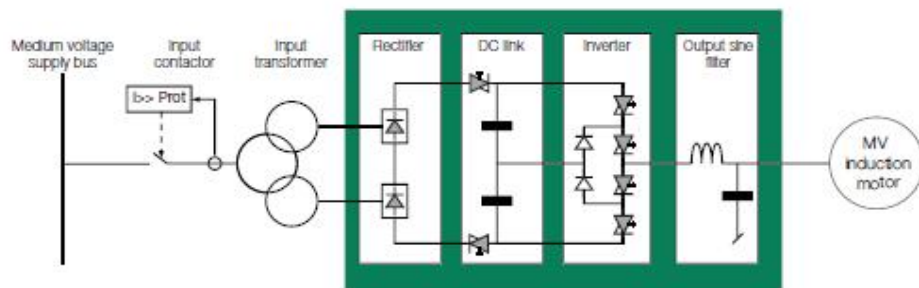 Medium voltage
supply bus
Input
contactor
Input
transformer
Rectifier
DC link
Inverter
Output sine
filter
I>> Prot
MV
induction
motor